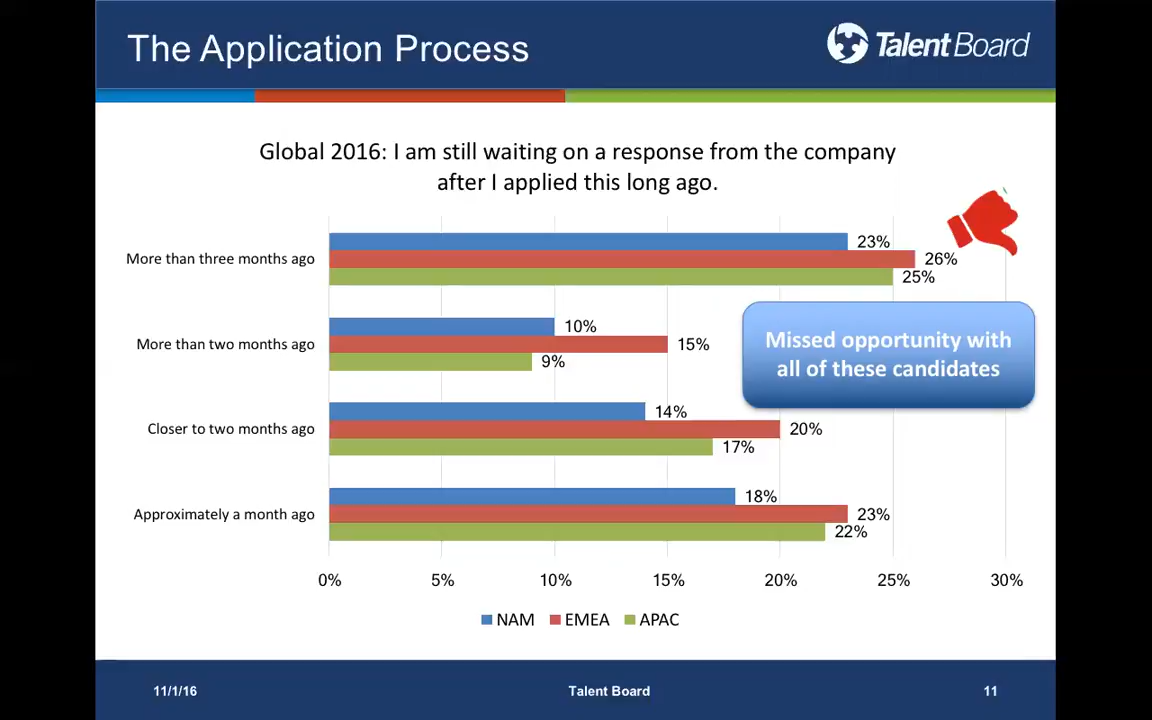 The Application Process
TalentBoard
Global 2016: I am still waiting on a response from the company
after I applied this long ago.
More than three months ago
23%
26%
25%
More than two months ago
10%
15%
9%
Missed opportunity with
all of these candidates
Closer to two months ago
14%
20%
17%
Approximately a month ago
18%
23%
22%
0% 5% 10% 15% 20% 25% 30%
NAM EMEA APAC
11/1/16 Talent Board 11